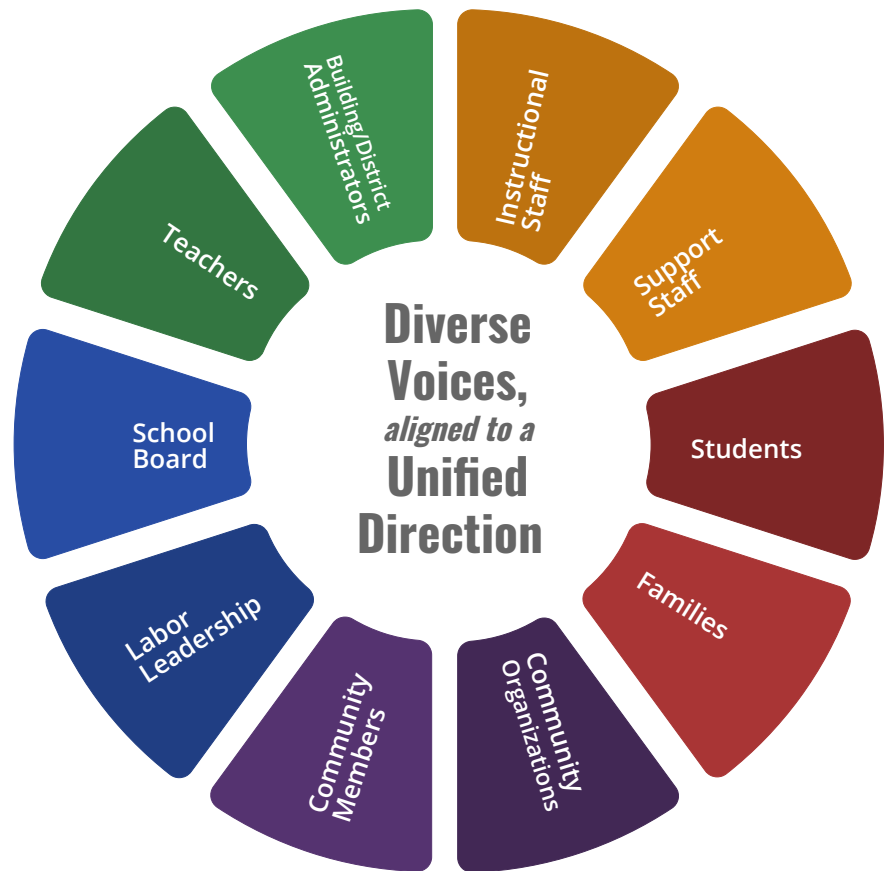 Diverse
Voices,
aligned to a
Unified
Direction
Instructional
Staff
Support
Staff
Students
Families
Community
Organizations
Community
Members
Labor
Leadership
School
Board
Teachers
Building/District
Administrators